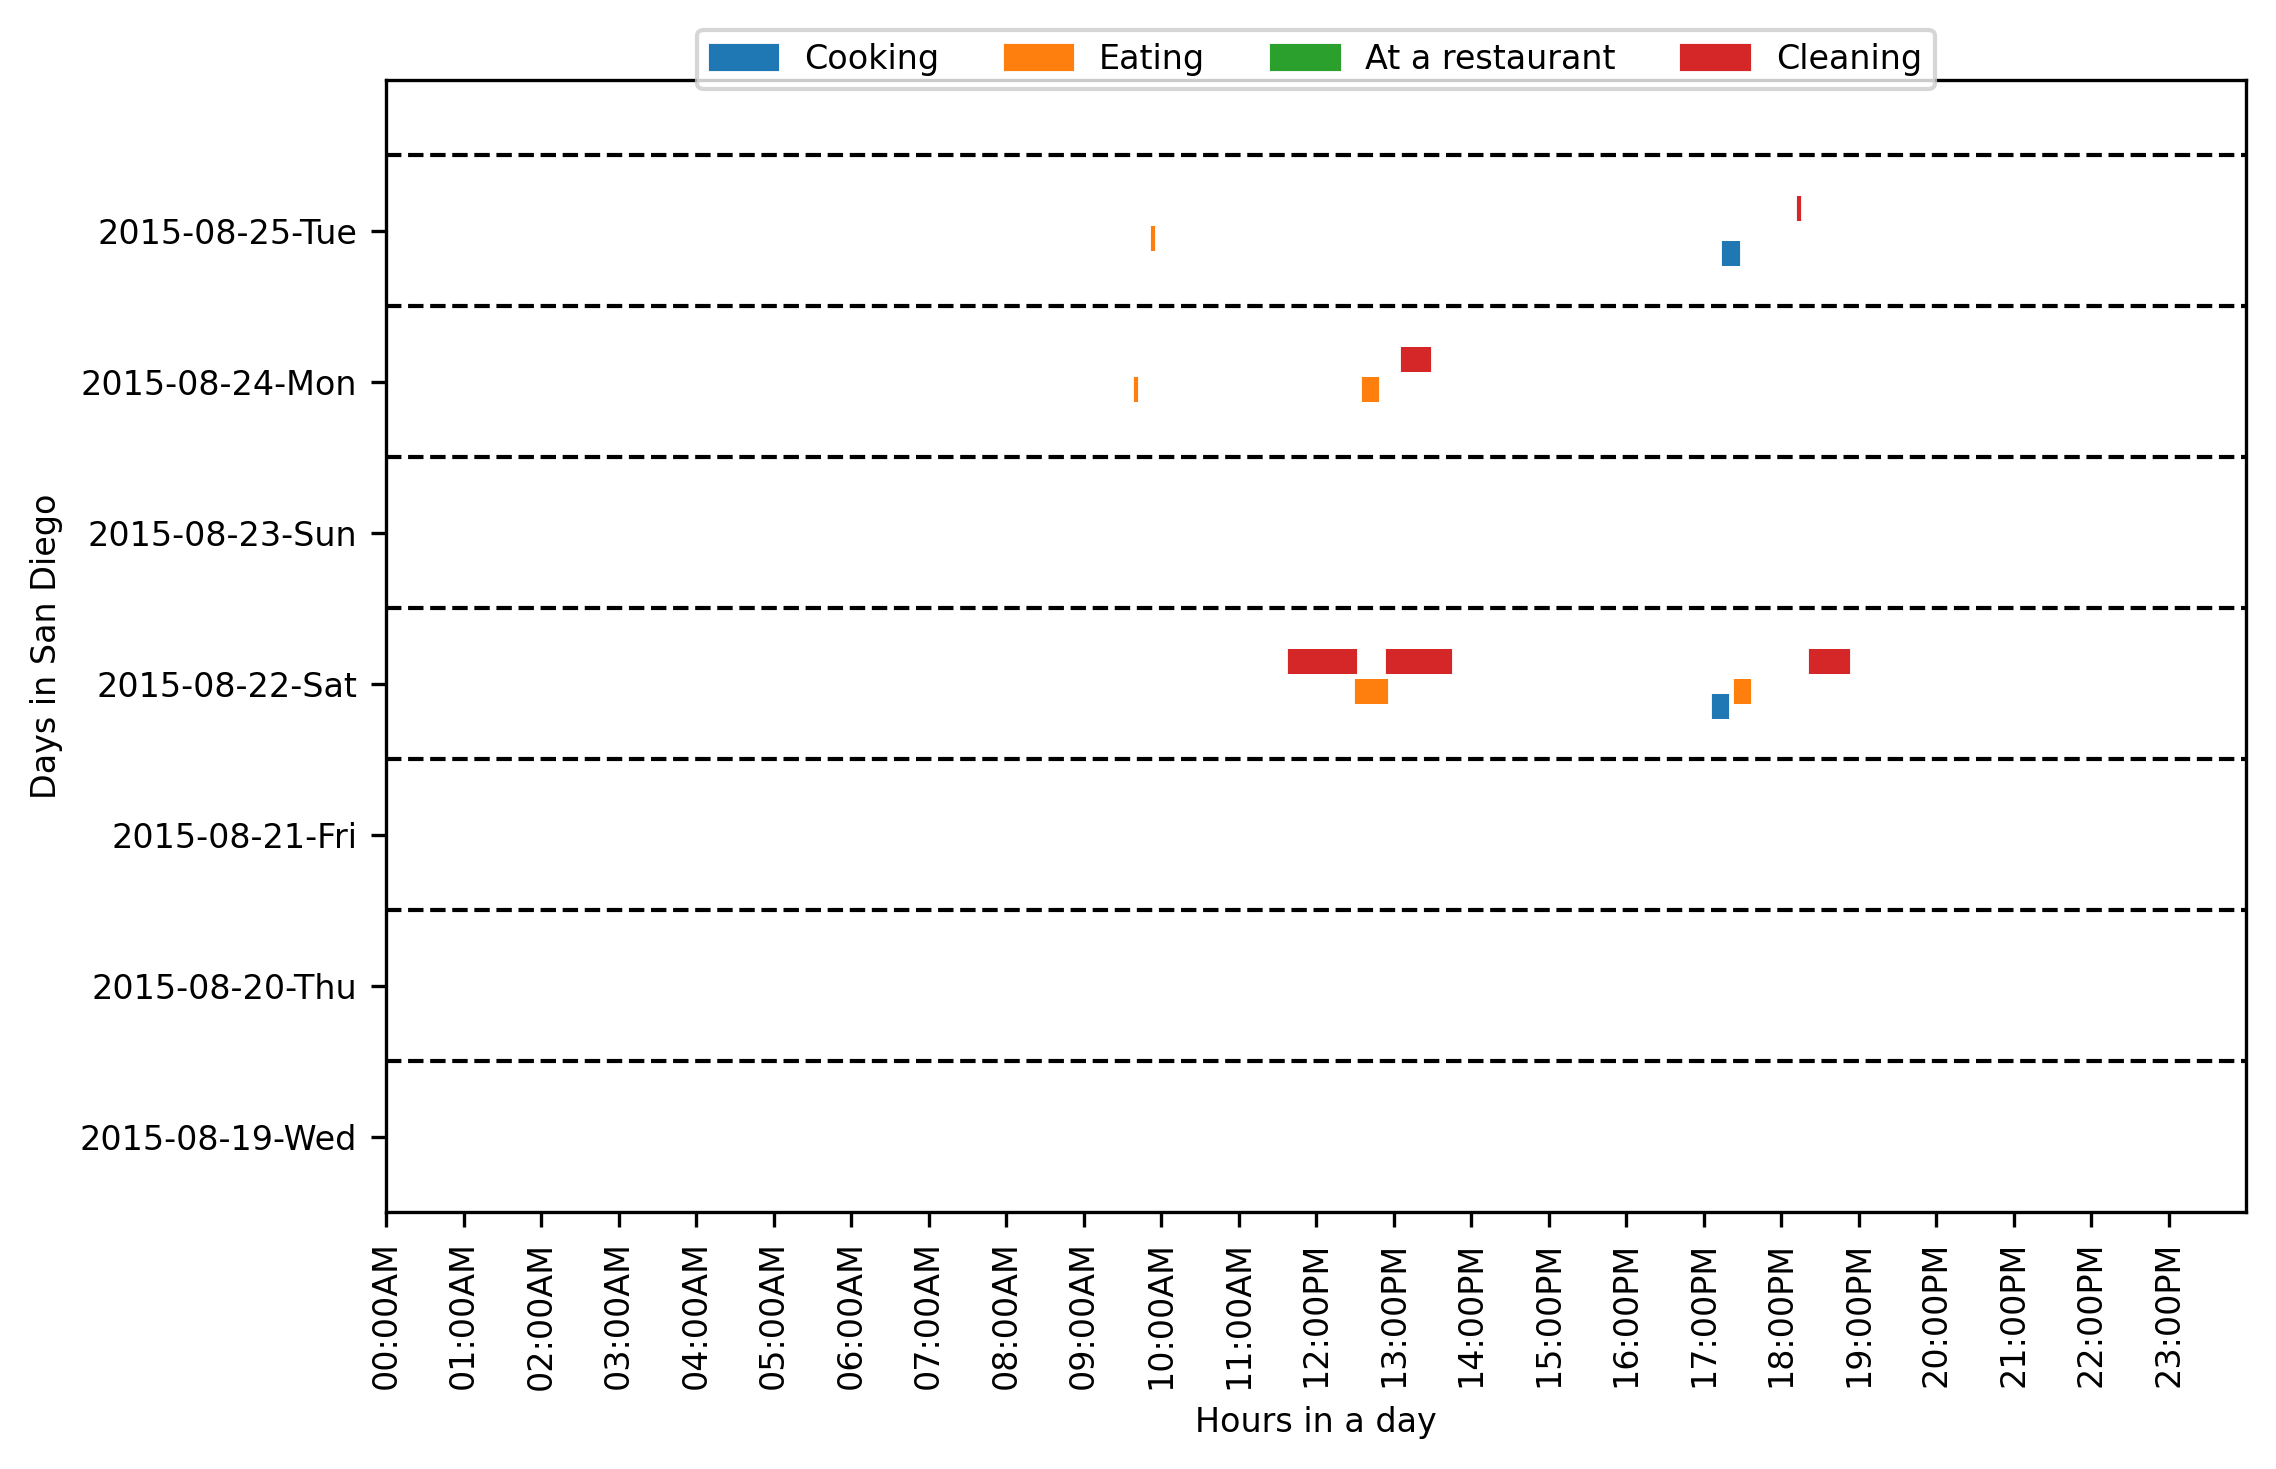 Cooking Eating At a restaurant Cleaning
2015-08-25-Tue
2015-08-24-Mon
2015-08-23-Sun
2015-08-22-Sat
2015-08-21-Fri
2015-08-20-Thu
2015-08-19-Wed
Days in San Diego
00:00AM
01:00AM
02:00AM
03:00AM
04:00AM
05:00AM
06:00AM
07:00AM
08:00AM
09:00AM
10:00AM
11:00AM
12:00PM
13:00PM
14:00PM
15:00PM
16:00PM
17:00PM
18:00PM
19:00PM
20:00PM
21:00PM
22:00PM
23:00PM
Hours in a day